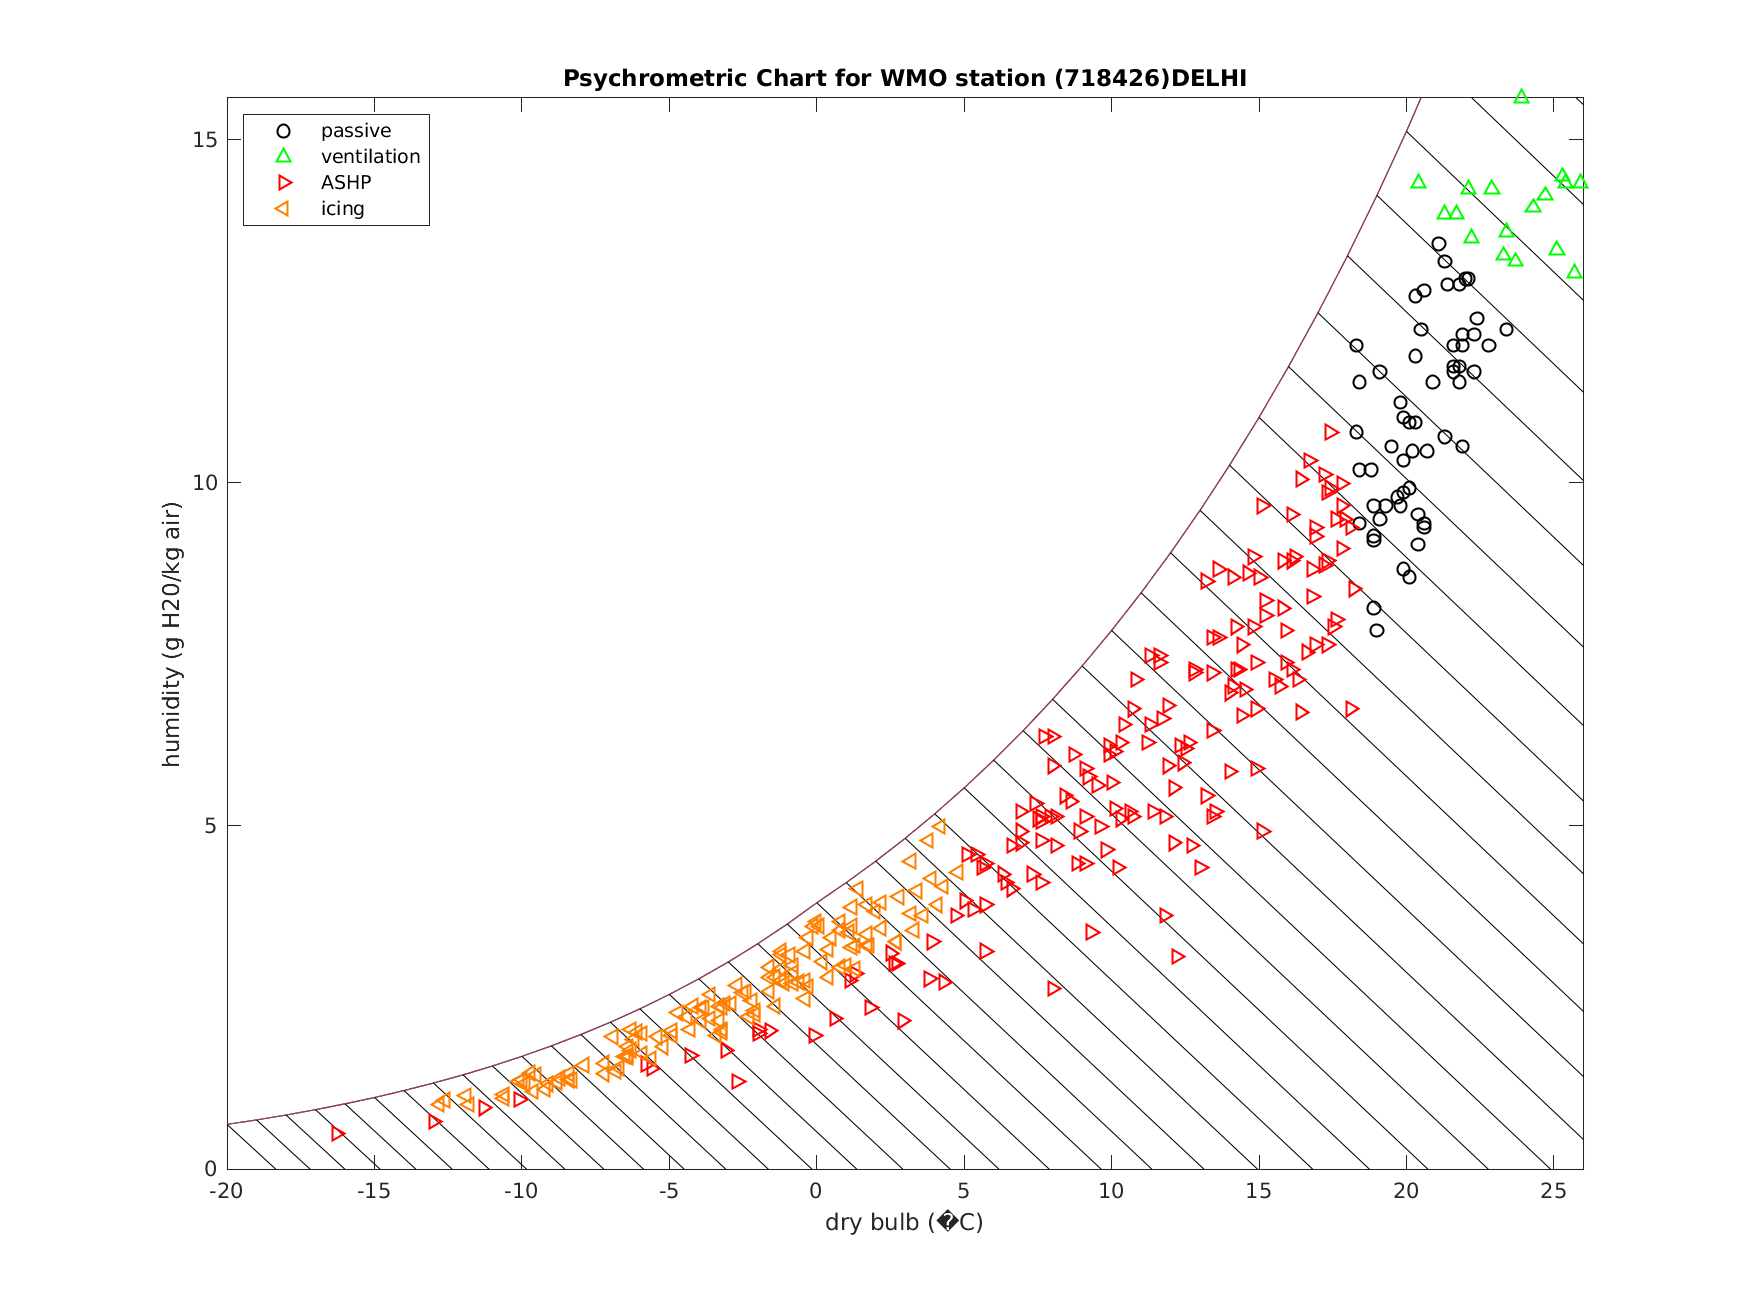 Psychrometric Chart for WMO station (718426)DELHI
passive
ventilation
ASHP
icing
15
10
5
0
humidity (g H20/kg air)
-20 -15 -10 -5 0 5 10 15 20 25
dry bulb (�C)